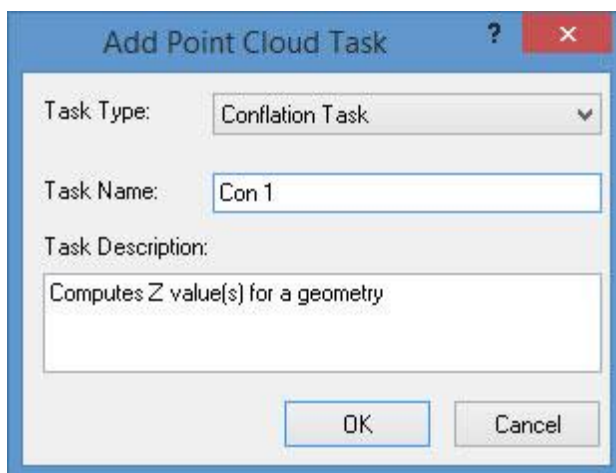 Add Point Cloud Task ?
Task Type: Conflation Task
Task Name: Con 1
Task Description:
Computes Z value(s) for a geometry
OK Cancel